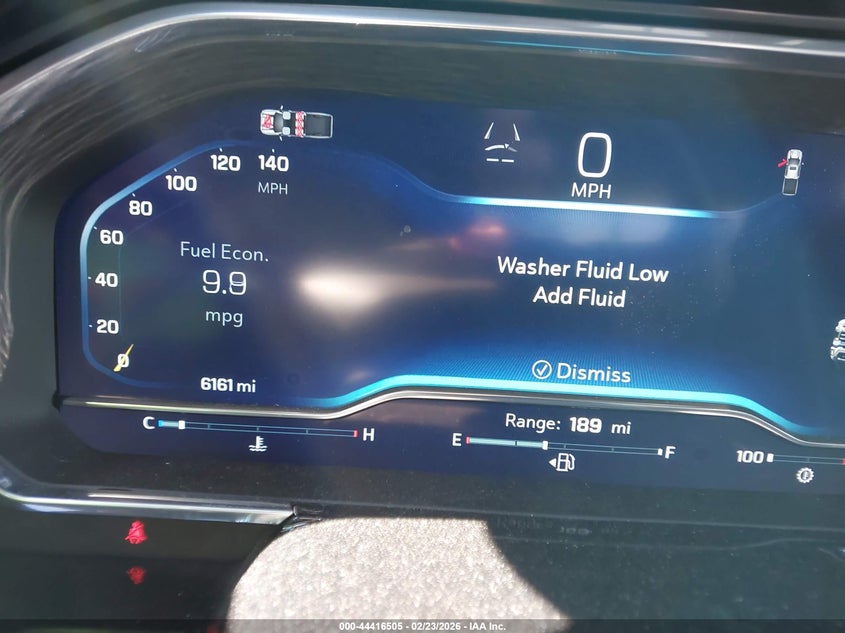 120 140
MPH
100
80
60
40
20
0
Fuel Econ.
9.9
mpg
6161 mi
0
MPH
Washer Fluid Low
Add Fluid
Dismiss
C H
Range: 189 mi
E F
100
000-44416505 - 02/23/2026 - IAA Inc.